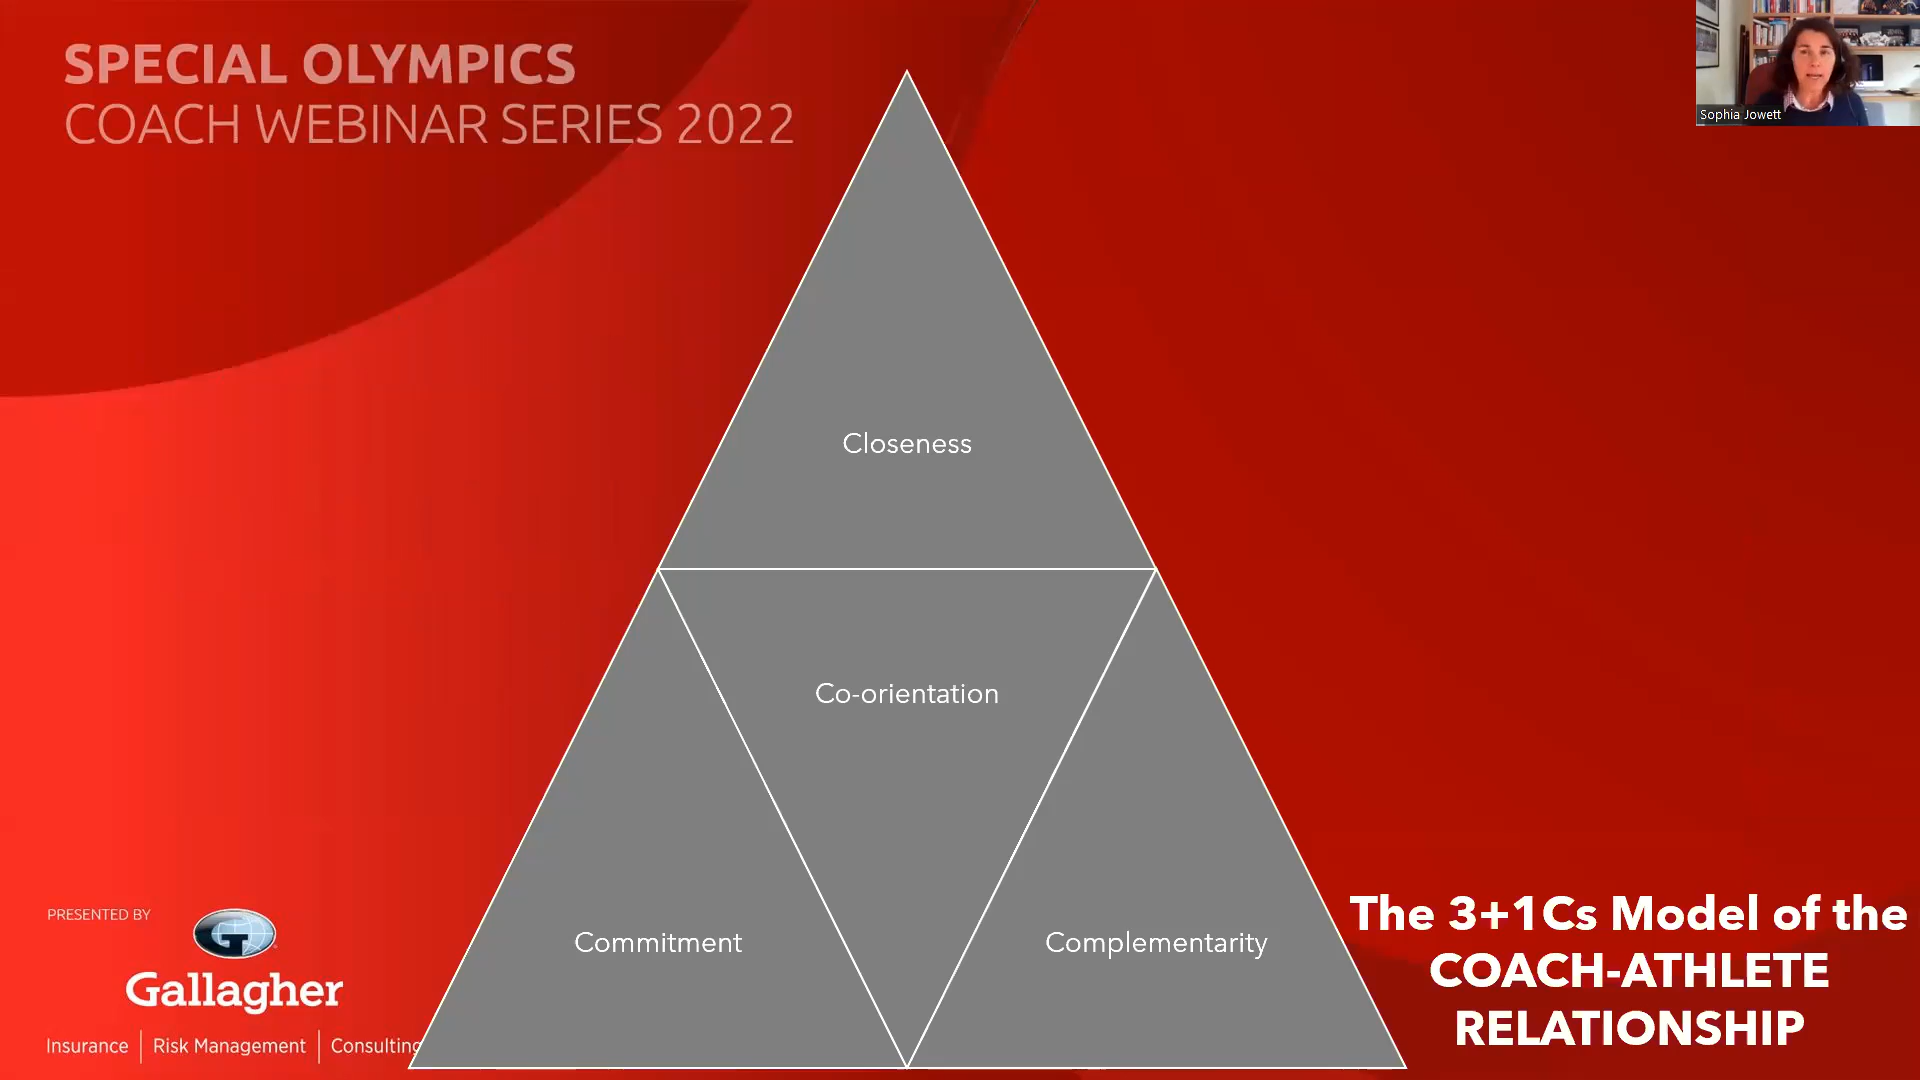 SPECIAL OLYMPICS
COACH WEBINAR SERIES 2022
Sophia Jowett
Closeness
Co-orientation
Commitment
Complementarity
The 3+1Cs Model of the
COACH-ATHLETE
RELATIONSHIP
PRESENTED BY
G
Gallagher
Insurance | Risk Management | Consulting